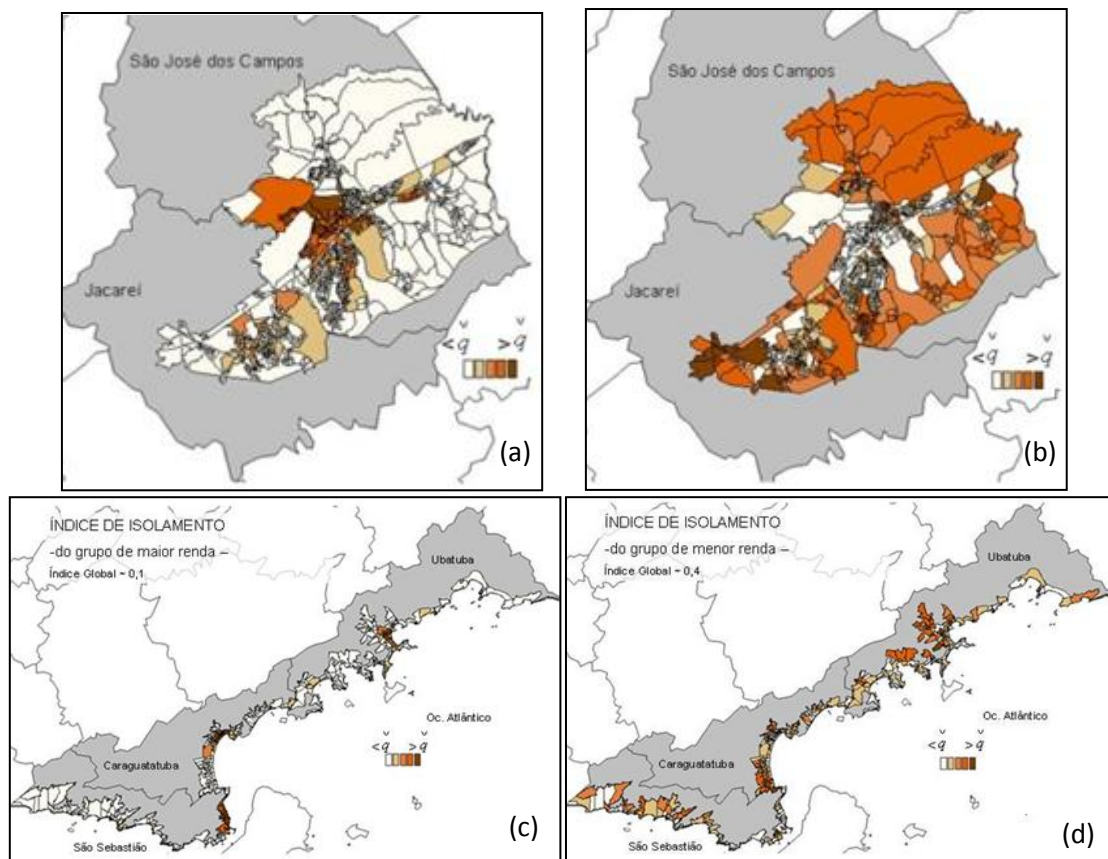 São José dos Campos
Jacareí
<q̌ >q̌
(a)
São José dos Campos
Jacareí
<q̌ >q̌
(b)
ÍNDICE DE ISOLAMENTO
-do grupo de maior renda –
Índice Global ~ 0,1
Ubatuba
Oc. Atlântico
<q̌ >q̌
Caraguatatuba
São Sebastião
(c)
ÍNDICE DE ISOLAMENTO
-do grupo de menor renda –
Índice Global ~ 0,4
Ubatuba
Oc. Atlântico
<q̌ >q̌
Caraguatatuba
São Sebastião
(d)